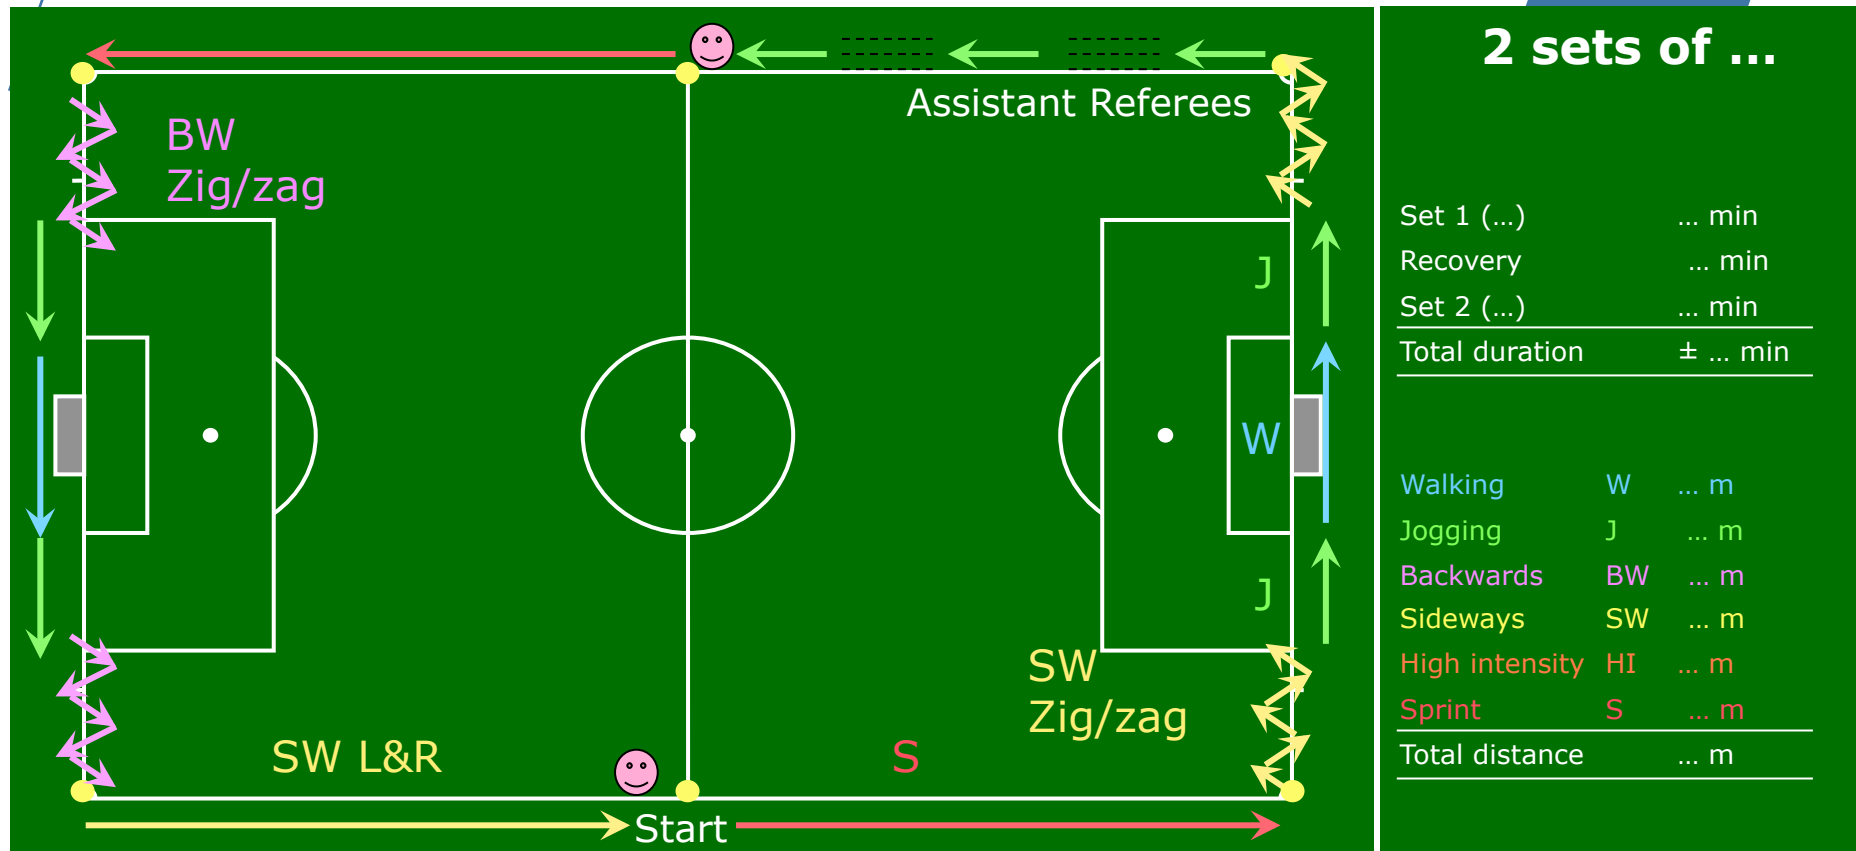 2 sets of ...
Assistant Referees
BW
Zig/zag
J
W
J
SW
Zig/zag
SW L&R
S
Start
Set 1 (...) ... min
Recovery ... min
Set 2 (...) ... min
Total duration ± ... min
Walking W ... m
Jogging J ... m
Backwards BW ... m
Sideways SW ... m
High intensity HI ... m
Sprint S ... m
Total distance ... m